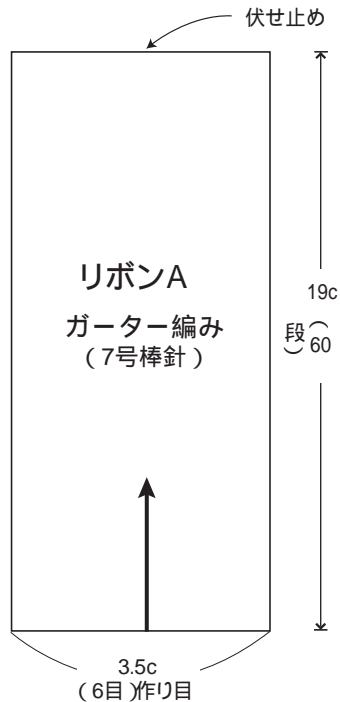 伏せ止め
リボンA
ガーター編み
(7号棒針)
19c
(60段)
3.5c
(6目)作り目